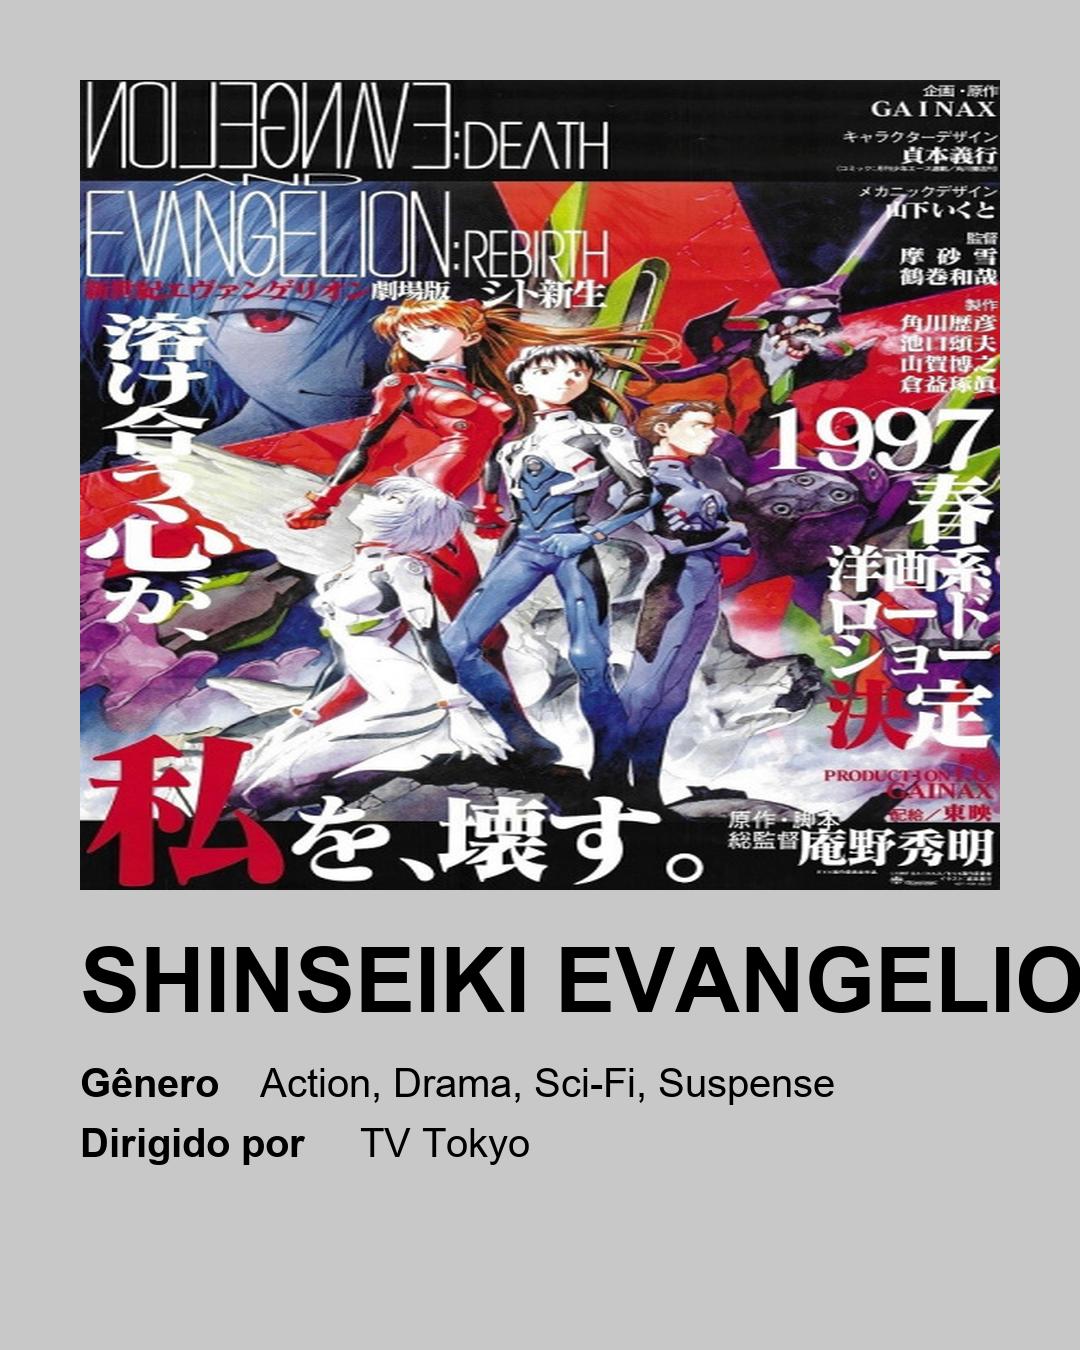 EVANGELION:DEATH
AND
EVANGELION:REBIRTH
新世紀エヴァンゲリオン劇場版 シト新生
企画・原作
GAINAX
キャラクターデザイン
貞本義行
メカニックデザイン
山下いくと
監督
摩砂雪
鶴巻和哉
製作
角川歴彦
池口頌夫
山賀博之
倉益琢眞
溶け合う心が、
1997
春
洋画系
ロード
ショー
決定
PRODUCTION I.G
GAINAX
配給/東映
私を、壊す。
原作・脚本
総監督 庵野秀明
SHINSEIKI EVANGELIO
Gênero Action, Drama, Sci-Fi, Suspense
Dirigido por TV Tokyo